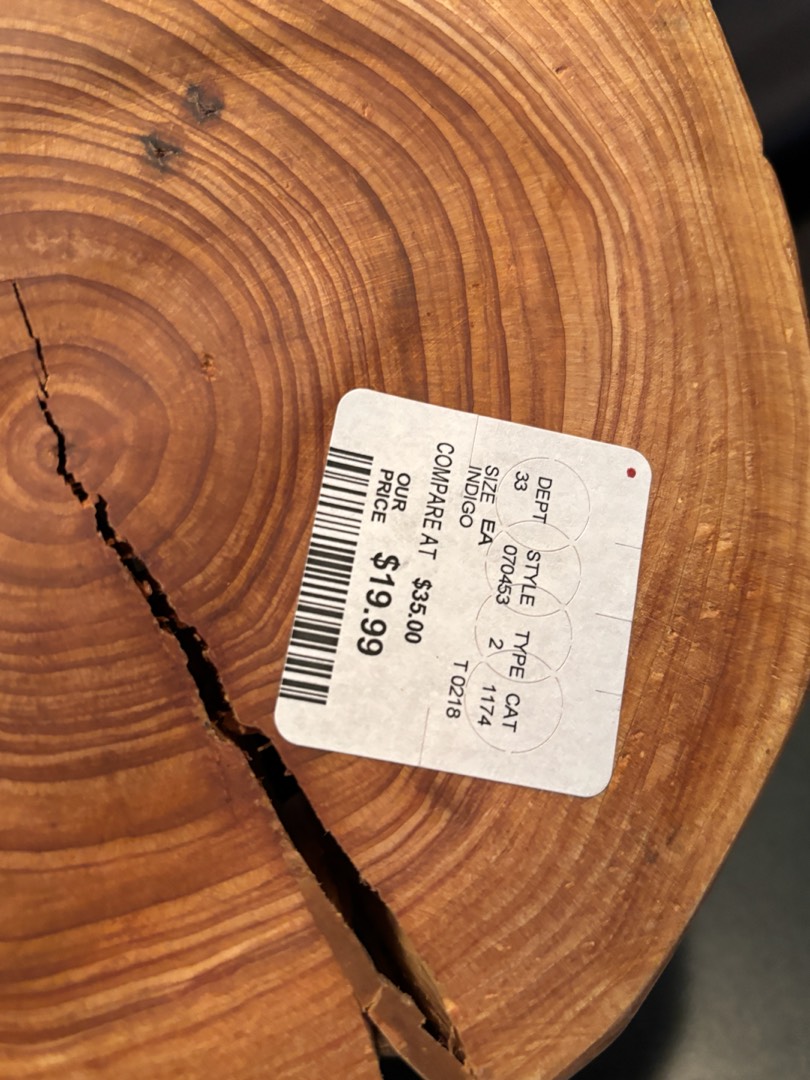 DEPT STYLE TYPE CAT
33 070453 2 1174
SIZE EA
INDIGO T 0218
COMPARE AT $35.00
OUR
PRICE $19.99